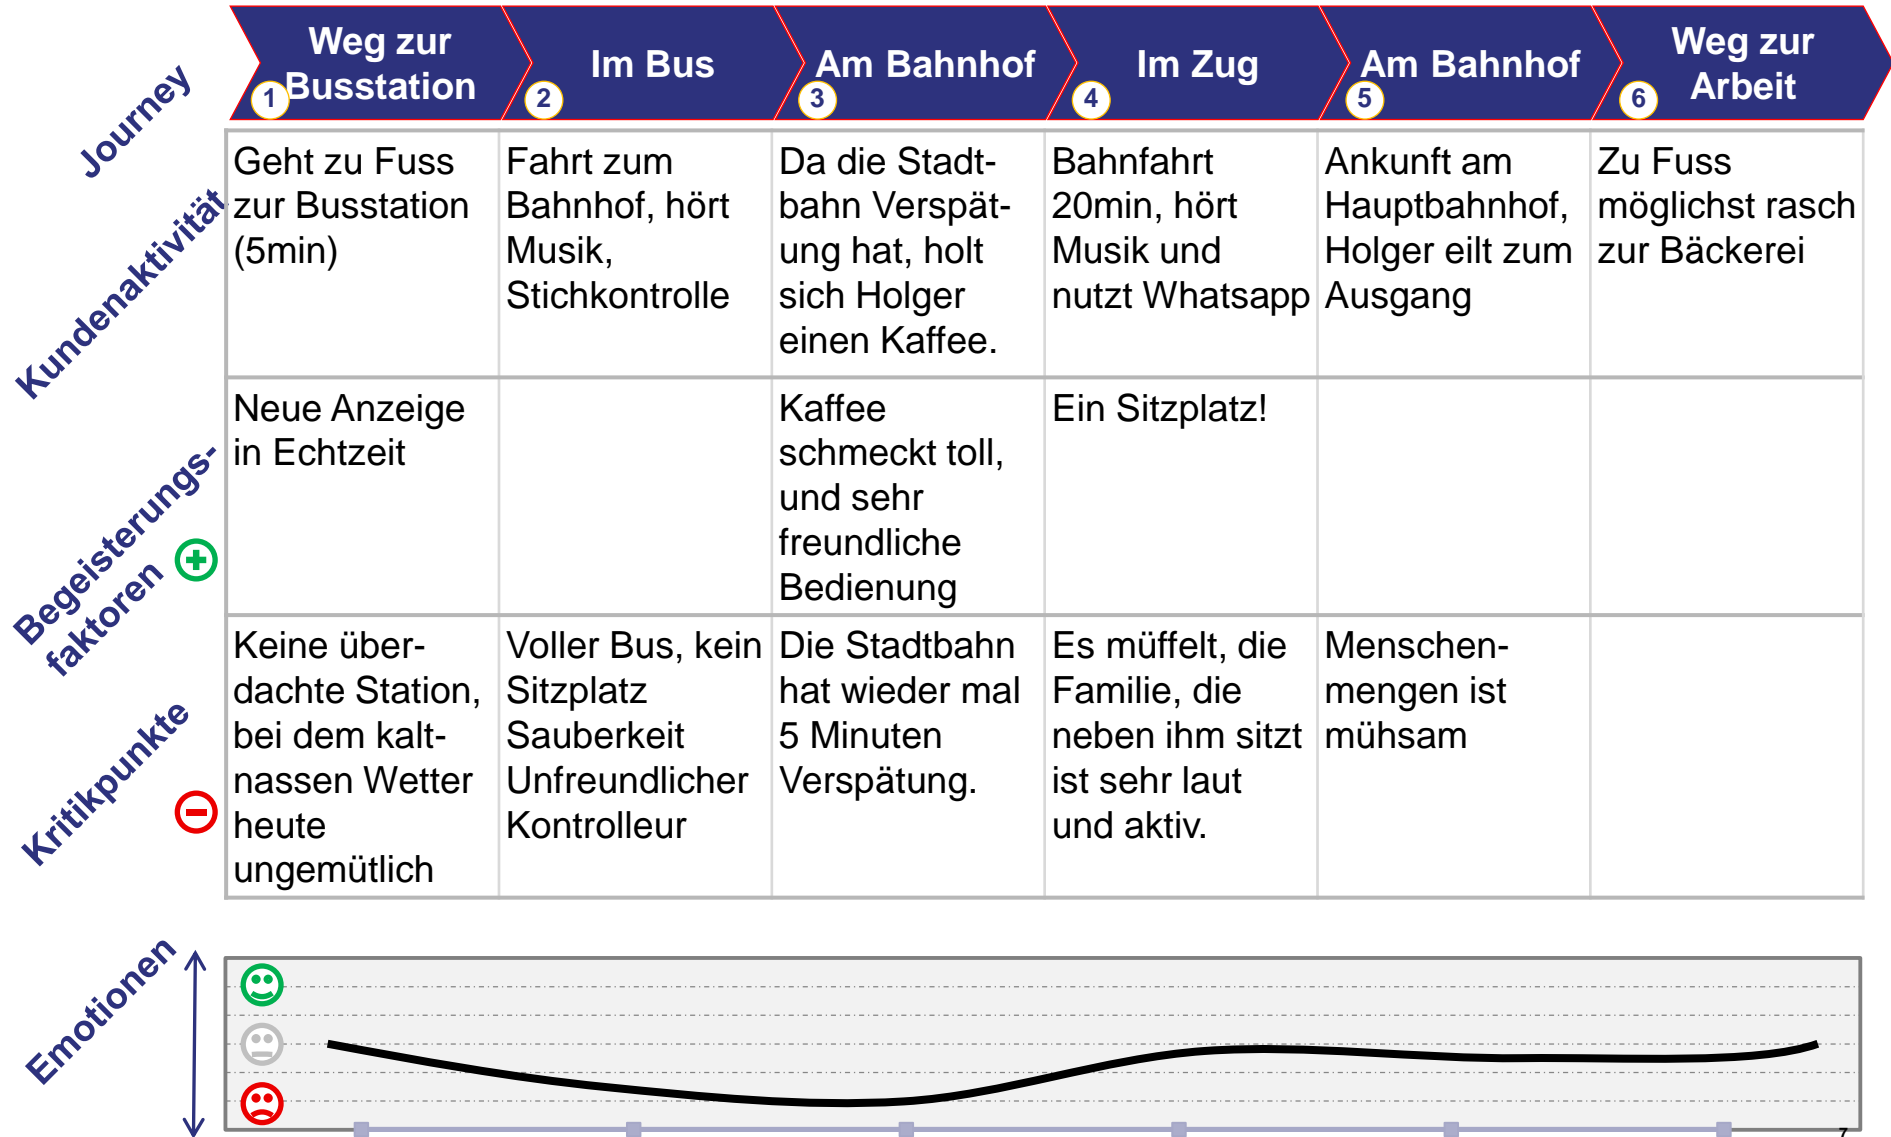 Journey
Weg zur
Busstation
1
Im Bus
2
Am Bahnhof
3
Im Zug
4
Am Bahnhof
5
Weg zur
Arbeit
6
Kundenaktivität
Geht zu Fuss
zur Busstation
(5min)
Fahrt zum
Bahnhof, hört
Musik,
Stichkontrolle
Da die Stadt-
bahn Verspät-
ung hat, holt
sich Holger
einen Kaffee.
Bahnfahrt
20min, hört
Musik und
nutzt Whatsapp
Ankunft am
Hauptbahnhof,
Holger eilt zum
Ausgang
Zu Fuss
möglichst rasch
zur Bäckerei
Begeisterungs-
faktoren
Neue Anzeige
in Echtzeit
Kaffee
schmeckt toll,
und sehr
freundliche
Bedienung
Ein Sitzplatz!
Kritikpunkte
Keine über-
dachte Station,
bei dem kalt-
nassen Wetter
heute
ungemütlich
Voller Bus, kein
Sitzplatz
Sauberkeit
Unfreundlicher
Kontrolleur
Die Stadtbahn
hat wieder mal
5 Minuten
Verspätung.
Es müffelt, die
Familie, die
neben ihm sitzt
ist sehr laut
und aktiv.
Menschen-
mengen ist
mühsam
Emotionen
7